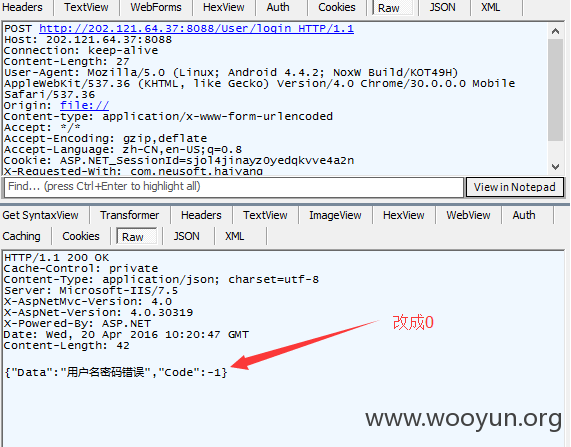 Headers TextView WebForms HexView Auth Cookies Raw JSON XML
POST http://202.121.64.37:8088/User/login HTTP/1.1
Host: 202.121.64.37:8088
Connection: keep-alive
Content-Length: 27
User-Agent: Mozilla/5.0 (Linux; Android 4.4.2; NoxW Build/KOT49H)
AppleWebKit/537.36 (KHTML, like Gecko) Version/4.0 Chrome/30.0.0.0 Mobile
Safari/537.36
Origin: file://
Content-type: application/x-www-form-urlencoded
Accept: */*
Accept-Encoding: gzip,deflate
Accept-Language: zh-CN,en-US;q=0.8
Cookie: ASP.NET_SessionId=sjol4jinayz0yedqkvve4a2n
X-Requested-With: com.neusoft.haiyang
Find... (press Ctrl+Enter to highlight all) View in Notepad
Get SyntaxView Transformer Headers TextView ImageView HexView WebView Auth
Caching Cookies Raw JSON XML
HTTP/1.1 200 OK
Cache-Control: private
Content-Type: application/json; charset=utf-8
Server: Microsoft-IIS/7.5
X-AspNetMvc-Version: 4.0
X-AspNet-Version: 4.0.30319
X-Powered-By: ASP.NET
Date: Wed, 20 Apr 2016 10:20:47 GMT
Content-Length: 42
改成0
{"Data":"用户名密码错误","Code":-1}
www.wooyun.org